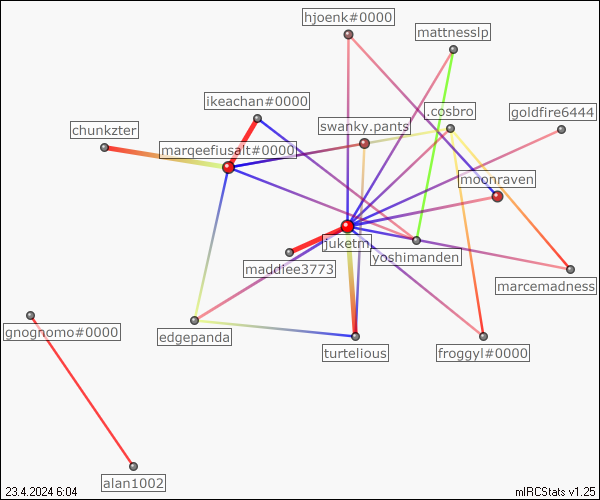 hjoenk#0000
mattnesslp
ikeachan#0000
.cosbro
goldfire6444
swanky.pants
chunkzter
marqeefiusalt#0000
moonraven
juketm
yoshimanden
maddiee3773
marcemadness
gnognomo#0000
edgepanda
turtelious
froggyl#0000
alan1002
23.4.2024 6:04
mIRCStats v1.25